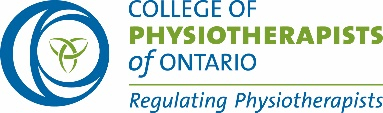 COLLEGE OF
PHYSIOTHERAPISTS
of ONTARIO
Regulating Physiotherapists